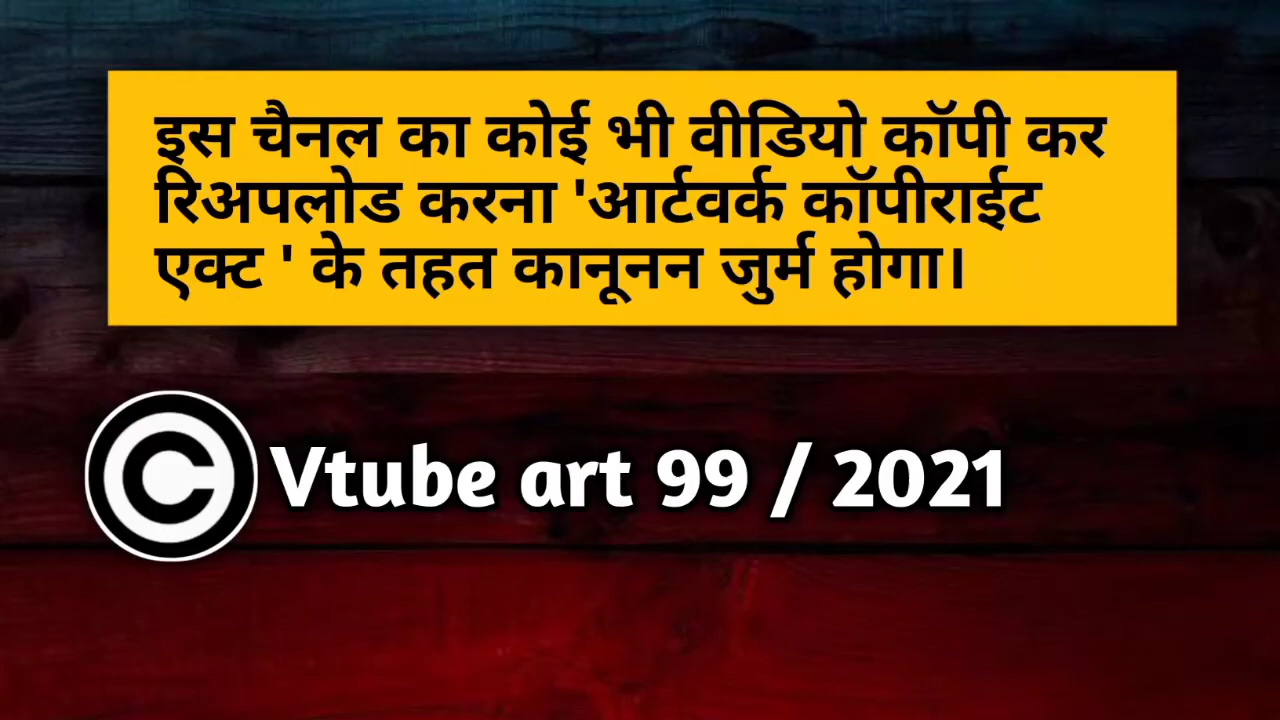 इस चैनल का कोई भी वीडियो कॉपी कर
रिअपलोड करना 'आर्टवर्क कॉपीराईट
एक्ट ' के तहत कानूनन जुर्म होगा।
© Vtube art 99 / 2021